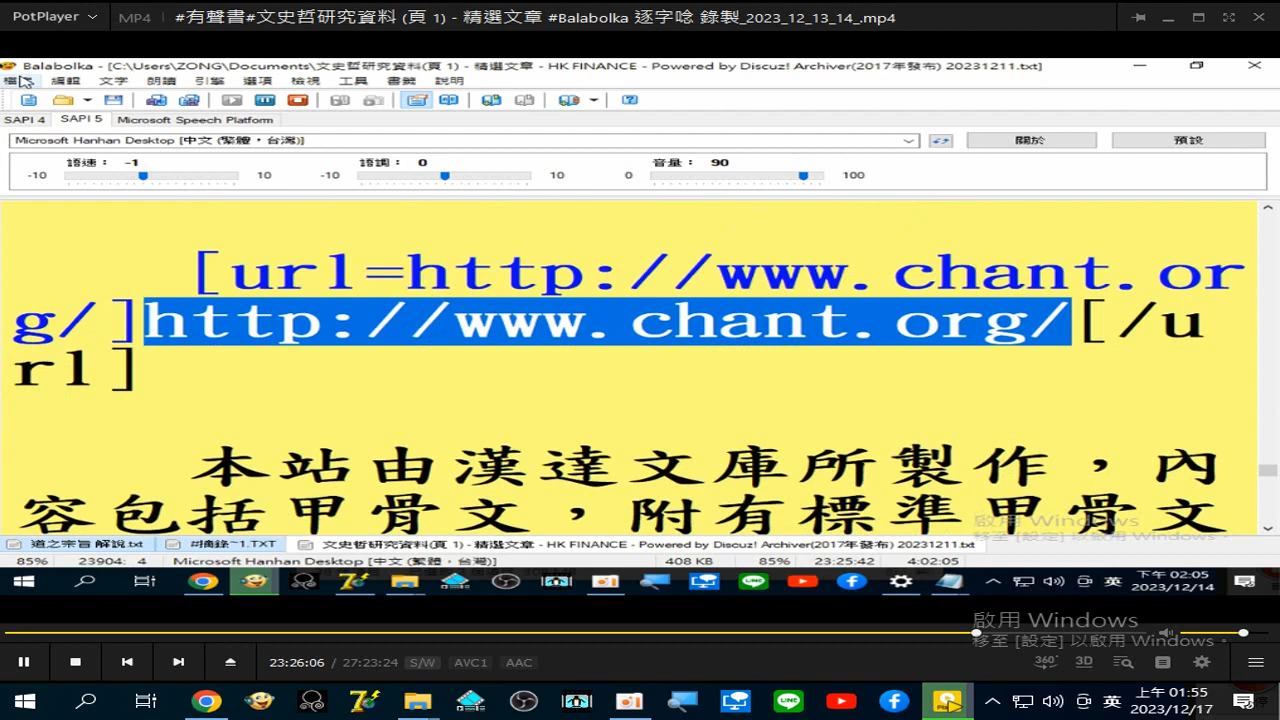 PotPlayer MP4 #有聲書#文史哲研究資料 (頁 1) - 精選文章 #Balabolka 逐字唸 錄製_2023_12_13_14_.mp4
Balabolka - [C:\Users\ZONG\Documents\文史哲研究資料(頁 1) - 精選文章 - HK FINANCE - Powered by Discuz! Archiver(2017年發布) 20231211.txt]
檔案 編輯 文字 朗讀 引擎 選項 檢視 工具 書籤 說明
SAPI 4 SAPI 5 Microsoft Speech Platform
Microsoft Hanhan Desktop [中文 (繁體，台灣)] 關於 預設
語速： -1 語調： 0 音量： 90
-10 10 -10 10 0 100
[url=http://www.chant.or
g/]http://www.chant.org/[/u
rl]
本站由漢達文庫所製作，內
容包括甲骨文，附有標準甲骨文
啟用 Windows
移至 [設定] 以啟用 Windows。
道之宗旨 解說.txt #摘錄~1.TXT 文史哲研究資料(頁 1) - 精選文章 - HK FINANCE - Powered by Discuz! Archiver(2017年發布) 20231211.txt
85% 23904: 4 Microsoft Hanhan Desktop [中文 (繁體，台灣)] 408 KB 85% 23:25:42 4:02:05
英 下午 02:05
2023/12/14
啟用 Windows
移至 [設定] 以啟用 Windows。
23:26:06 / 27:23:24 S/W AVC1 AAC 360° 3D
英 上午 01:55
2023/12/17